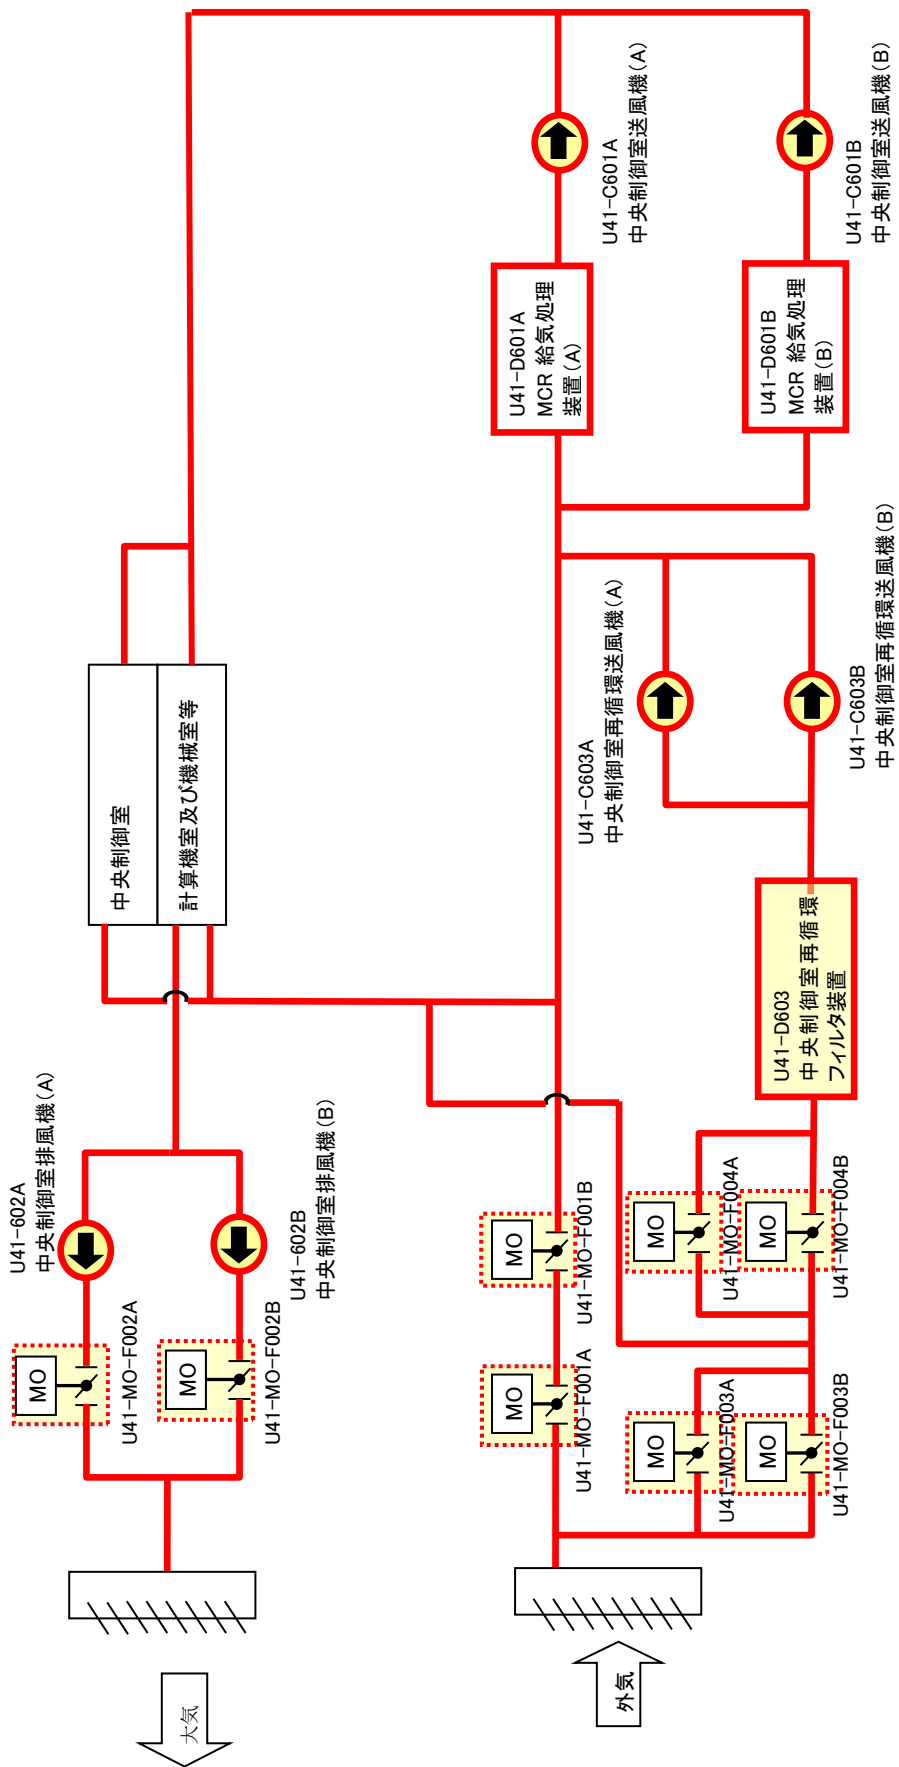 U41-C601A
中央制御室送風機(A)
U41-C601B
中央制御室送風機(B)
U41-D601A
MCR 給気処理
装置(A)
U41-D601B
MCR 給気処理
装置(B)
中央制御室
計算機室及び機械室等
U41-C603A
中央制御室再循環送風機(A)
U41-C603B
中央制御室再循環送風機(B)
U41-D603
中央制御室再循環
フィルタ装置
U41-602A
中央制御室排風機(A)
U41-602B
中央制御室排風機(B)
MO
U41-MO-F002A
MO
U41-MO-F002B
MO
U41-MO-F001B
MO
U41-MO-F001A
MO
U41-MO-F004A
MO
U41-MO-F004B
MO
U41-MO-F003A
MO
U41-MO-F003B
大気
外気